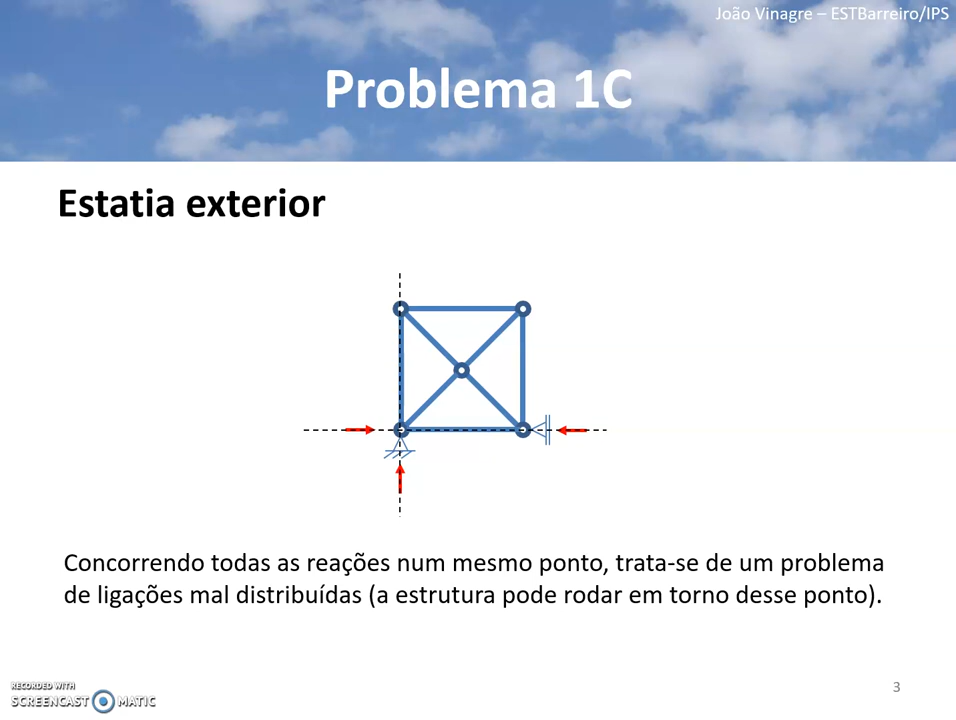 João Vinagre – ESTBarreiro/IPS
Problema 1C
Estatia exterior
Concorrendo todas as reações num mesmo ponto, trata-se de um problema
de ligações mal distribuídas (a estrutura pode rodar em torno desse ponto).
RECORDED WITH
SCREENCAST MATIC
3